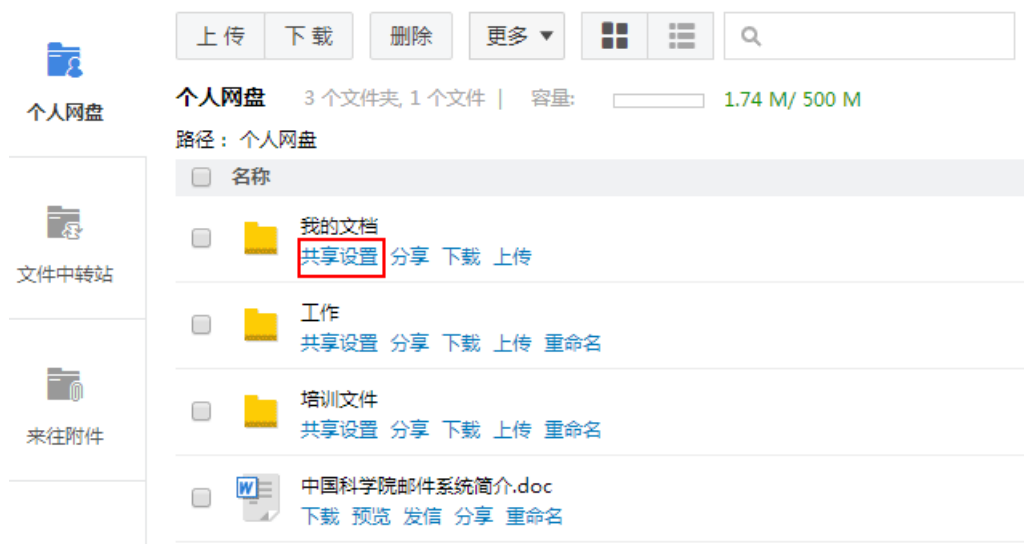 上传 下载 删除 更多
个人网盘
个人网盘 3 个文件夹, 1 个文件 | 容量: 1.74 M/ 500 M
路径： 个人网盘
名称
我的文档
共享设置 分享 下载 上传
文件中转站
工作
共享设置 分享 下载 上传 重命名
培训文件
共享设置 分享 下载 上传 重命名
来往附件
中国科学院邮件系统简介.doc
下载 预览 发信 分享 重命名